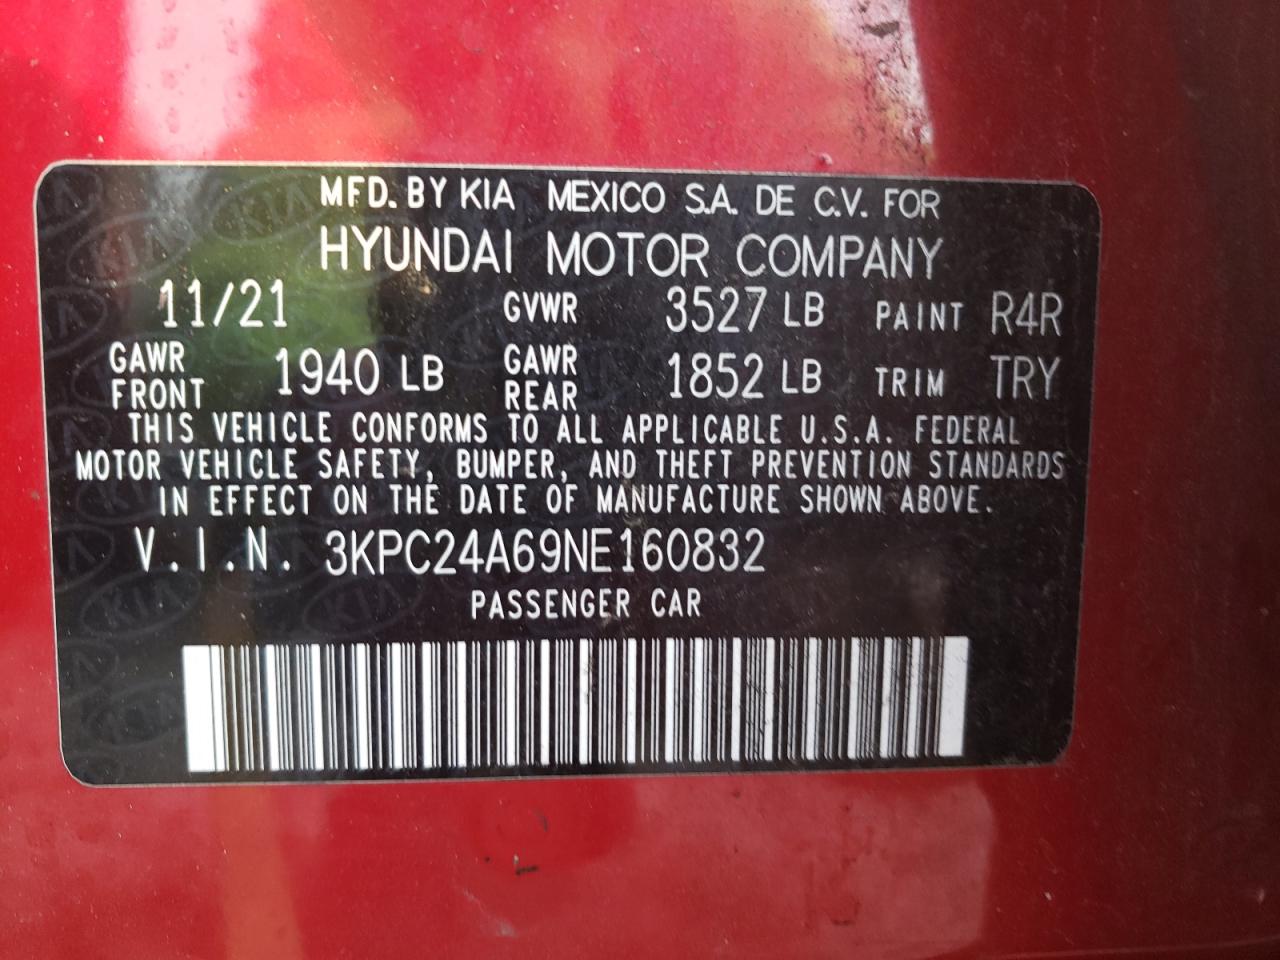 MFD. BY KIA MEXICO S.A. DE C.V. FOR
HYUNDAI MOTOR COMPANY
11/21 GVWR 3527 LB PAINT R4R
GAWR FRONT 1940 LB GAWR REAR 1852 LB TRIM TRY
THIS VEHICLE CONFORMS TO ALL APPLICABLE U.S.A. FEDERAL
MOTOR VEHICLE SAFETY, BUMPER, AND THEFT PREVENTION STANDARDS
IN EFFECT ON THE DATE OF MANUFACTURE SHOWN ABOVE.
V.I.N. 3KPC24A69NE160832
PASSENGER CAR